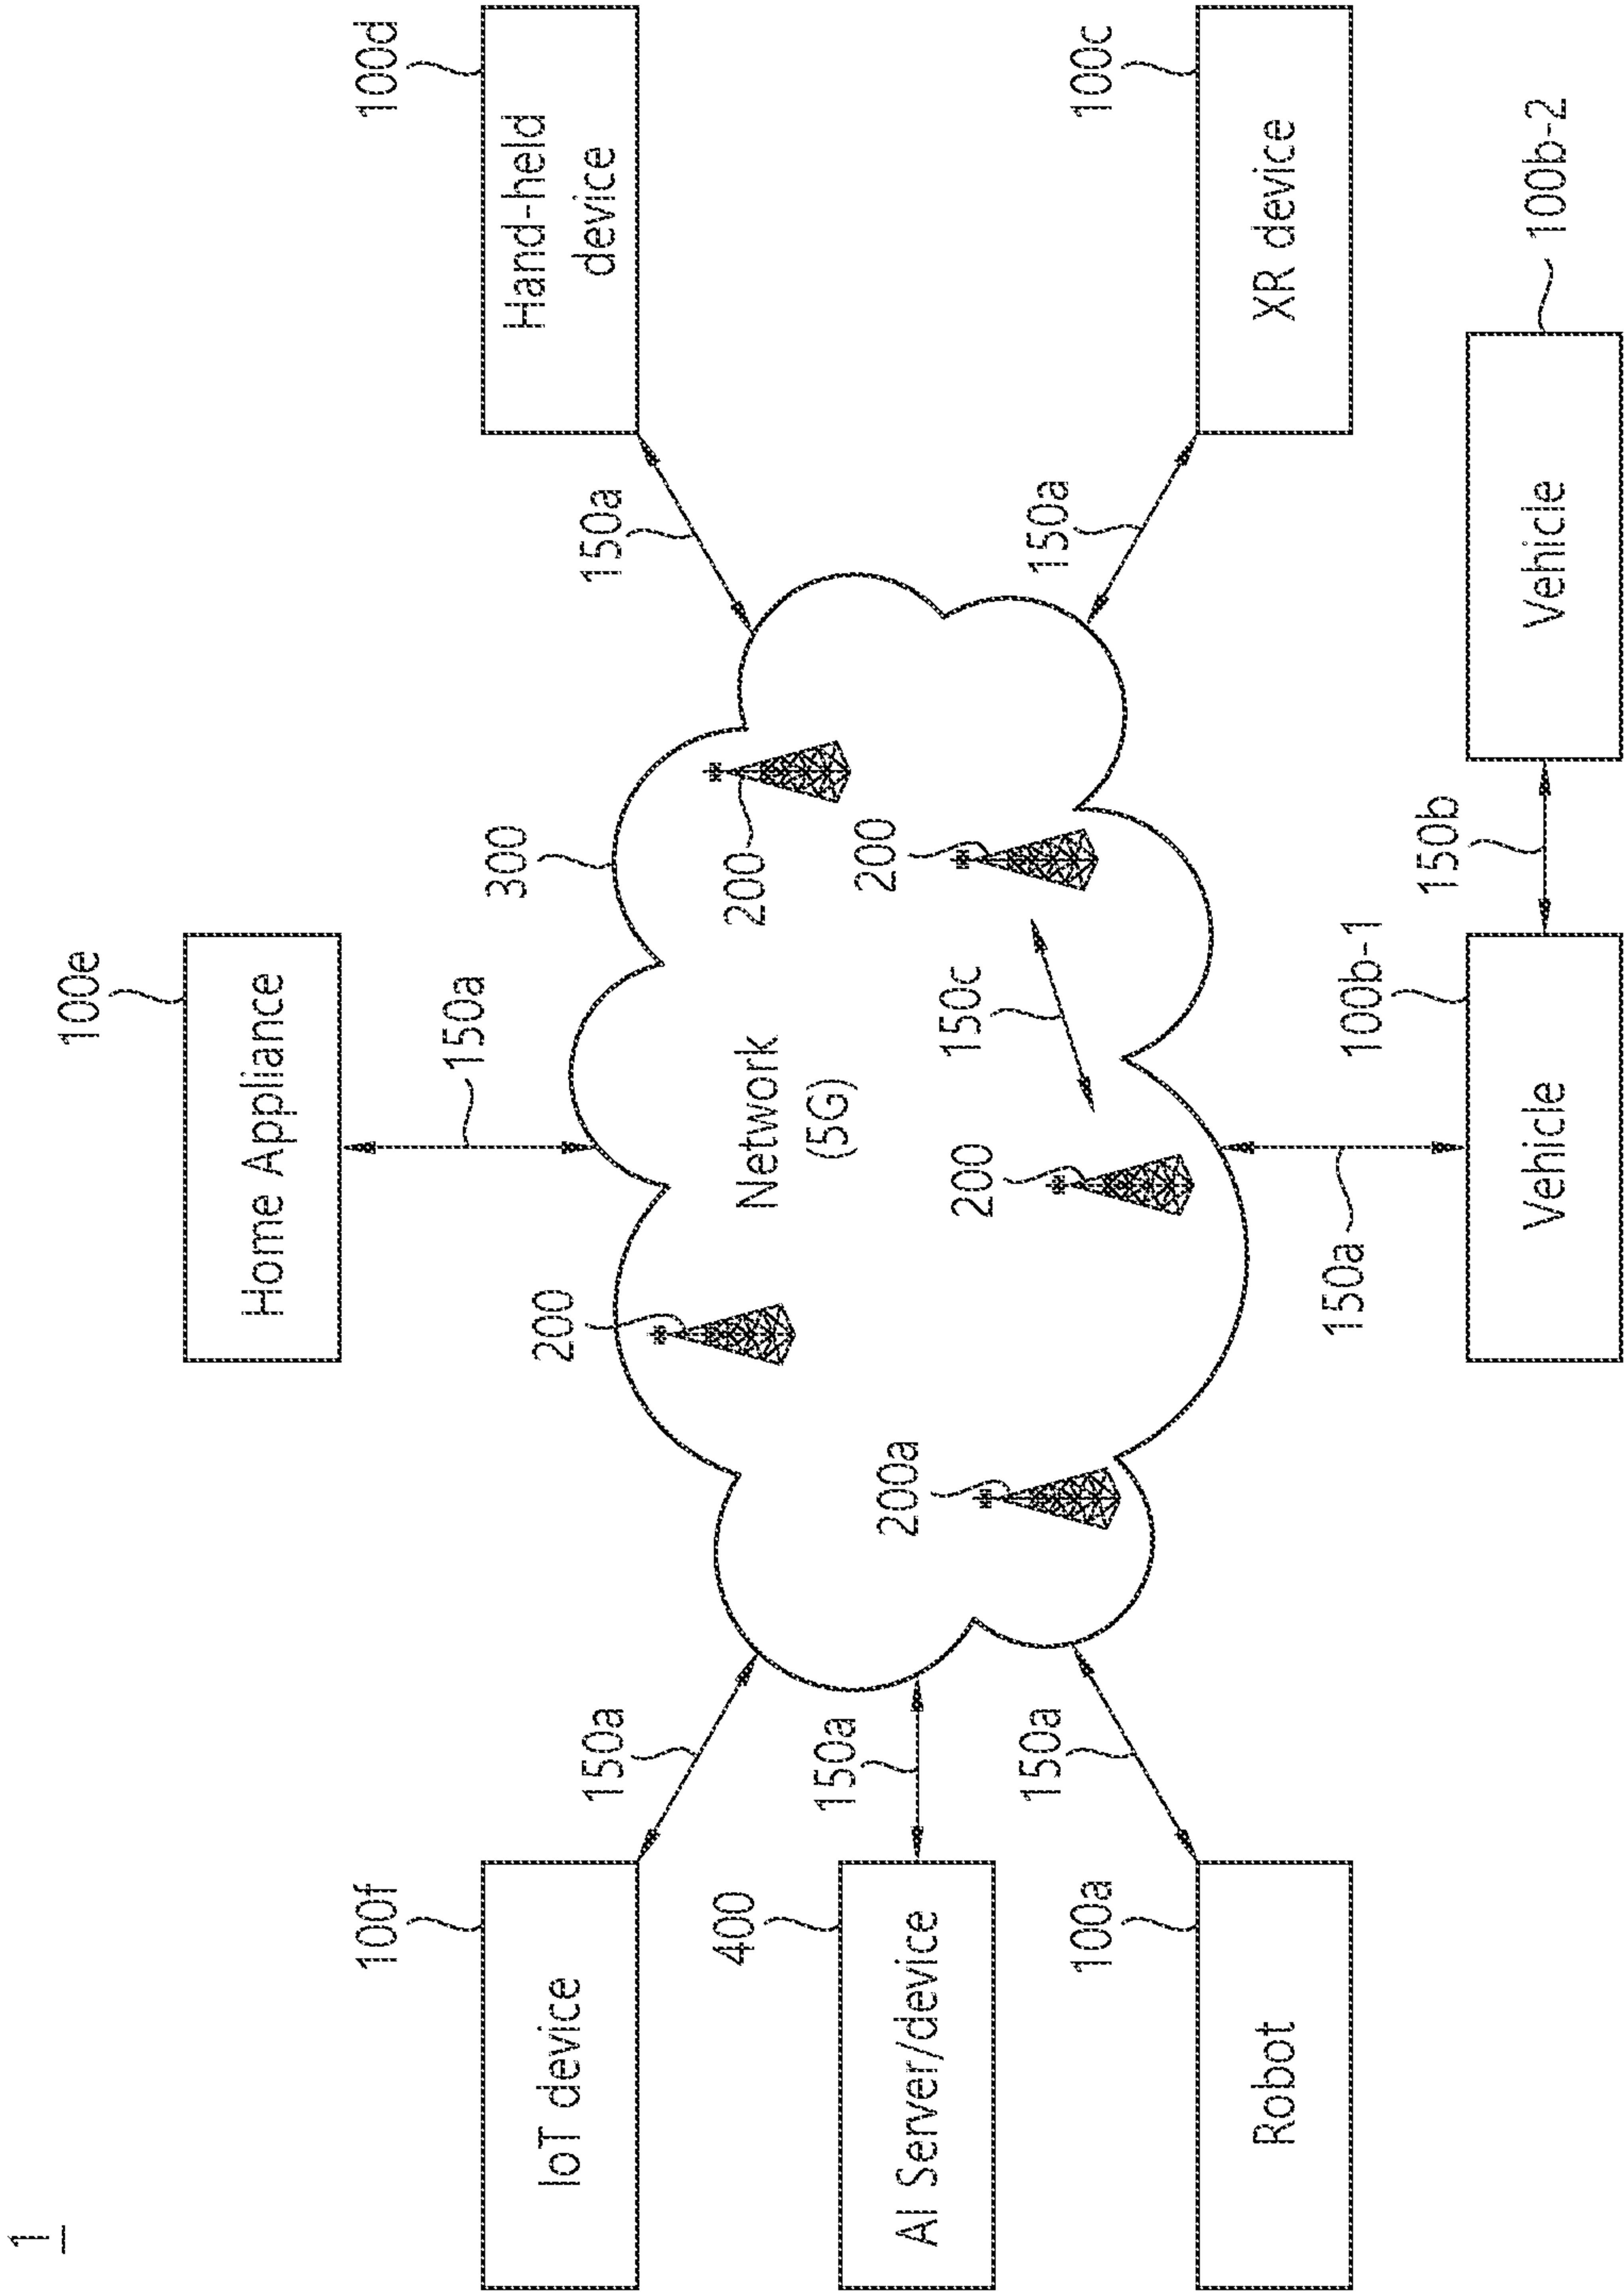 1
100e
Home Appliance
150a
100f
IoT device
150a
300
100d
Hand-held
device
150a
200
200
Network
(5G)
400
AI Server/device
150a
200a
200
150c
200
100a
Robot
150a
100c
XR device
150a
150a
100b-1
Vehicle
150b
Vehicle
100b-2